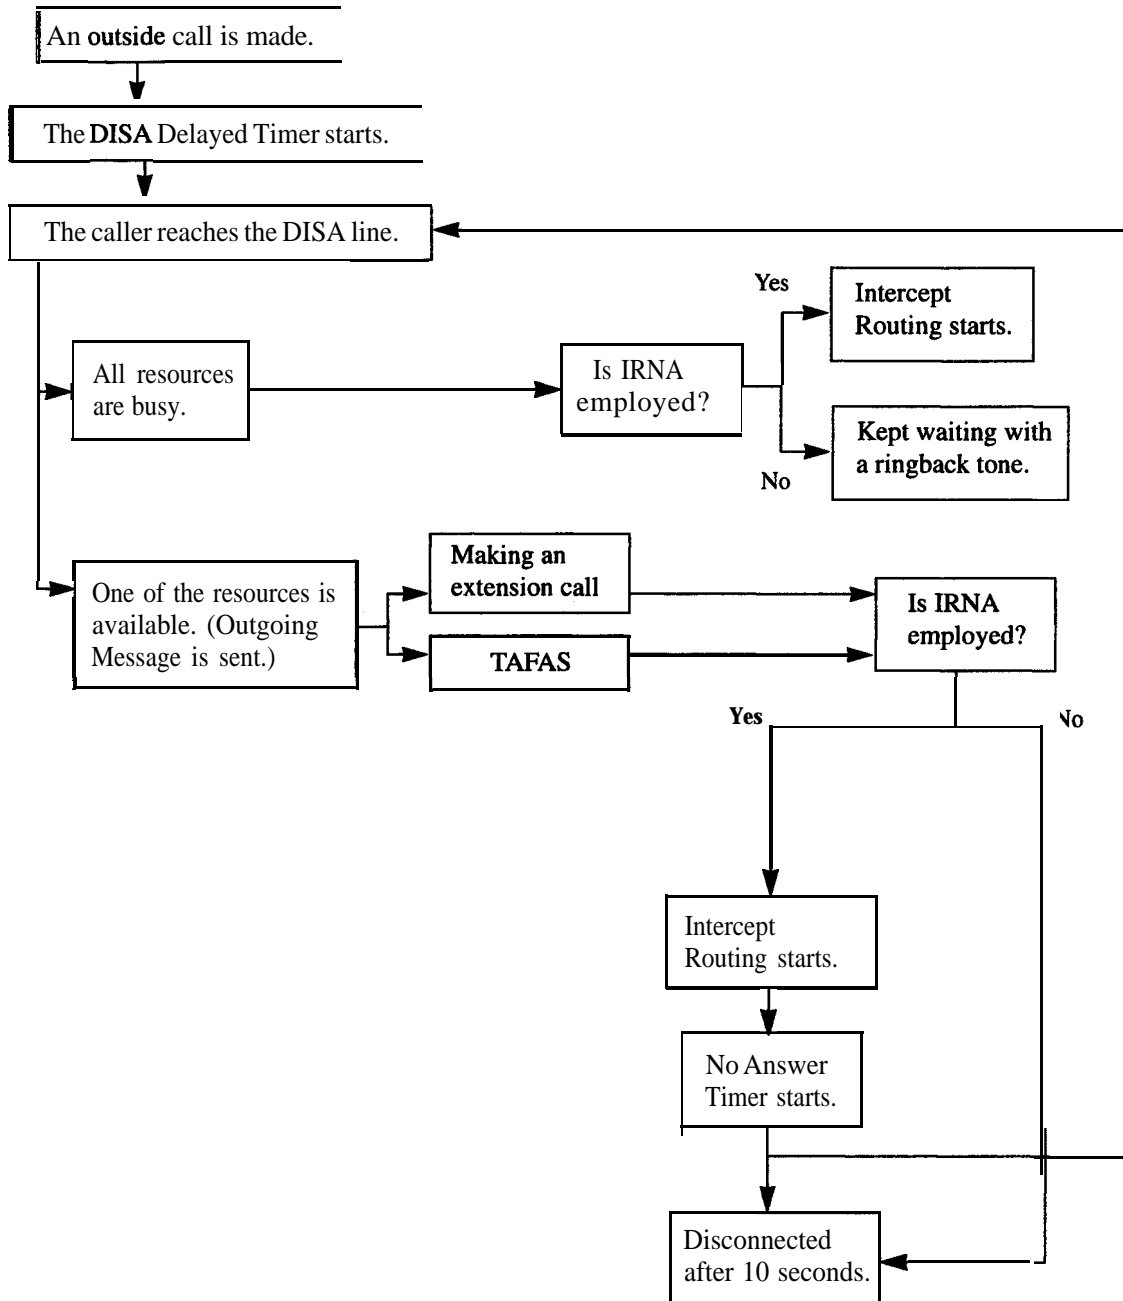 An outside call is made.
The DISA Delayed Timer starts.
The caller reaches the DISA line.
Yes
Intercept
Routing starts.
All resources
are busy.
Is IRNA
employed?
Kept waiting with
a ringback tone.
No
Making an
extension call
One of the resources is
available. (Outgoing
Message is sent.)
TAFAS
Is IRNA
employed?
Yes
No
Intercept
Routing starts.
No Answer
Timer starts.
Disconnected
after 10 seconds.